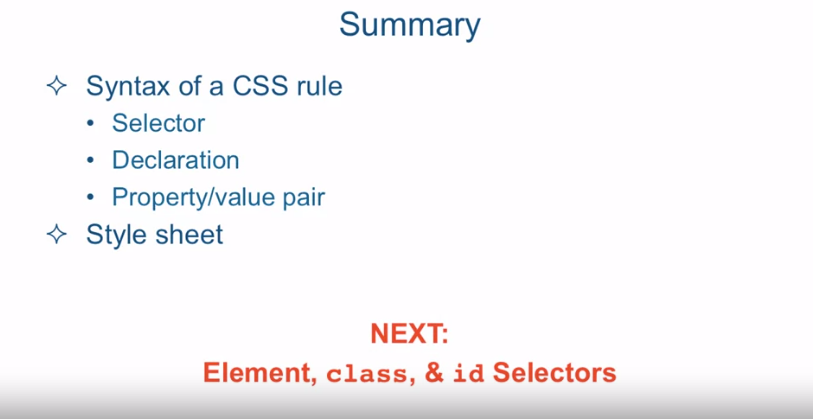 Summary
✧ Syntax of a CSS rule
• Selector
• Declaration
• Property/value pair
✧ Style sheet
NEXT:
Element, class, & id Selectors